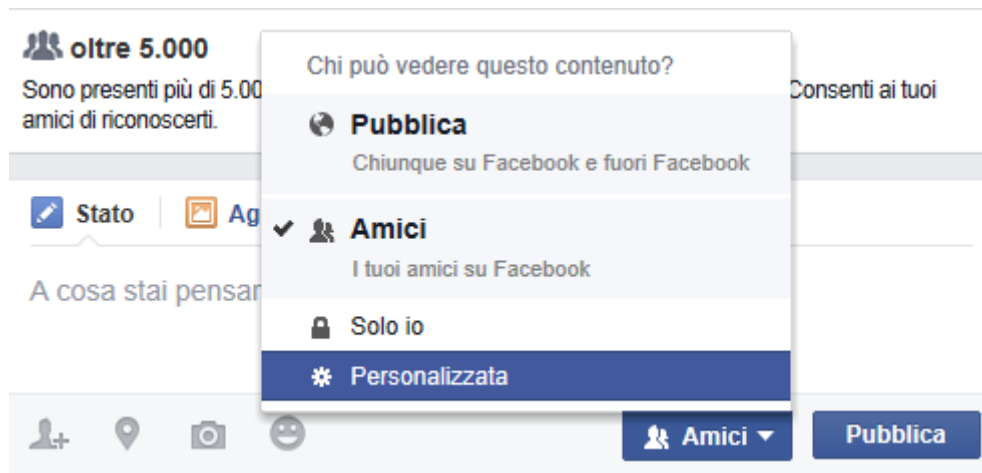 oltre 5.000
Sono presenti più di 5.00
Consenti ai tuoi
amici di riconoscerti.
Chi può vedere questo contenuto?
Pubblica
Chiunque su Facebook e fuori Facebook
Stato
Ag
Amici
I tuoi amici su Facebook
A cosa stai pensar
Solo io
Personalizzata
Amici
Pubblica